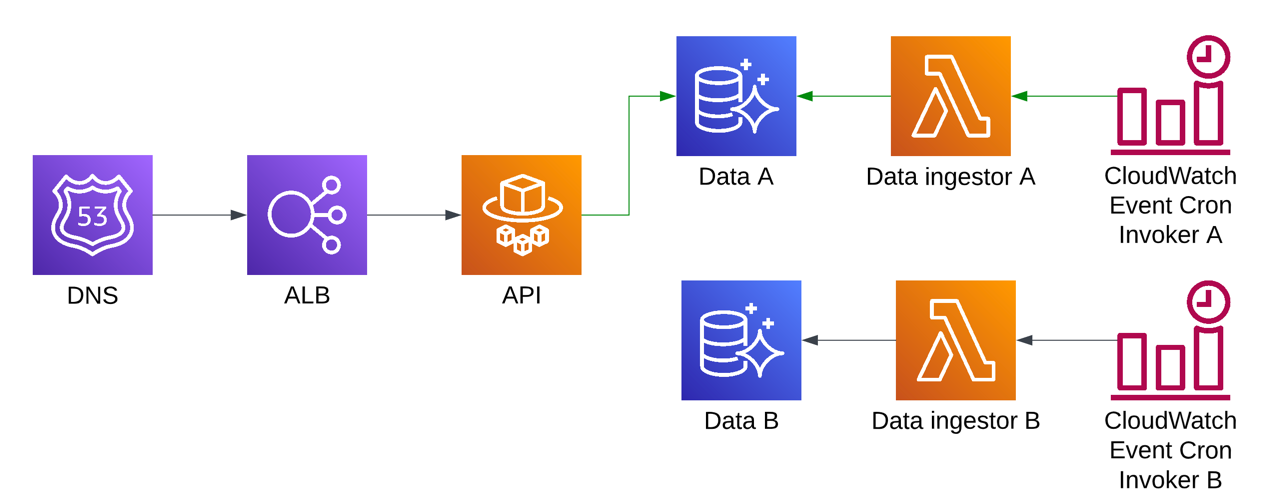 53
DNS
ALB
API
Data A
Data ingestor A
CloudWatch
Event Cron
Invoker A
Data B
Data ingestor B
CloudWatch
Event Cron
Invoker B